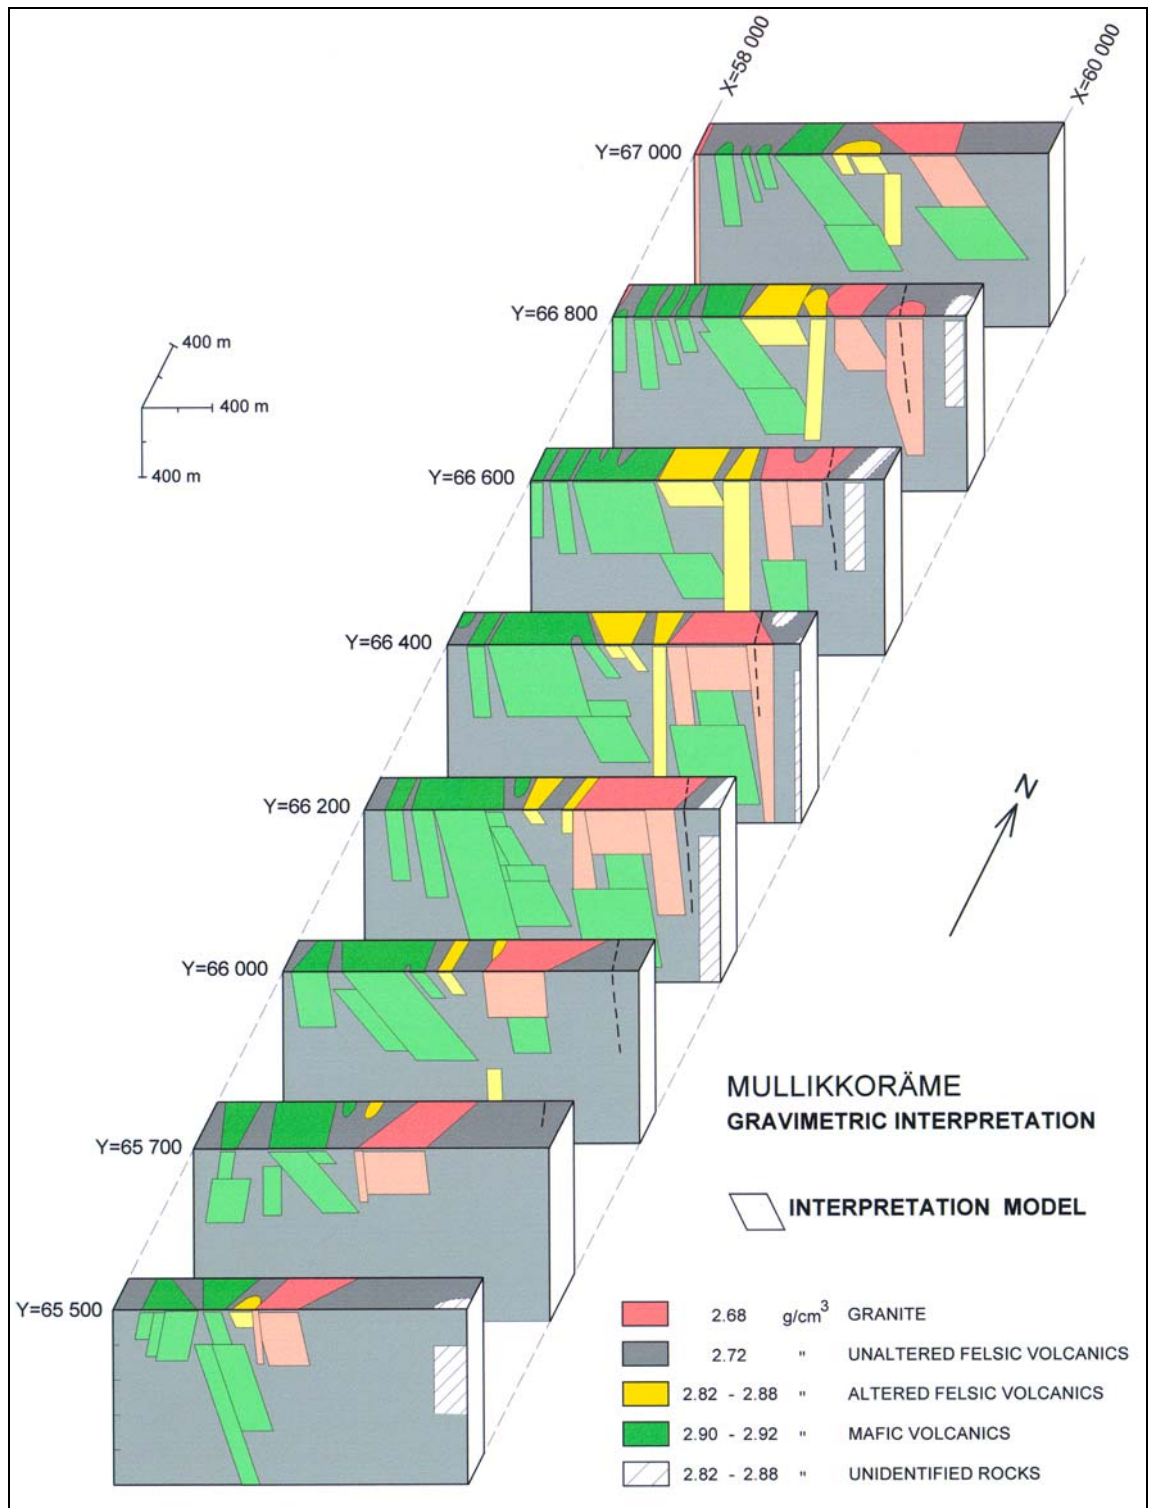 X=58 000
X=60 000
Y=67 000
Y=66 800
400 m
400 m
400 m
Y=66 600
Y=66 400
N
Y=66 200
Y=66 000
MULLIKKORÄME
GRAVIMETRIC INTERPRETATION
Y=65 700
INTERPRETATION MODEL
Y=65 500
2.68 g/cm³ GRANITE
2.72 " UNALTERED FELSIC VOLCANICS
2.82 - 2.88 " ALTERED FELSIC VOLCANICS
2.90 - 2.92 " MAFIC VOLCANICS
2.82 - 2.88 " UNIDENTIFIED ROCKS